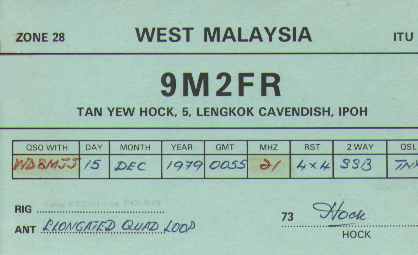 ZONE 28 WEST MALAYSIA ITU
9M2FR
TAN YEW HOCK, 5, LENGKOK CAVENDISH, IPOH
QSO WITH DAY MONTH YEAR GMT MHZ RST 2 WAY QSL
WD8MJJ 15 DEC 1979 0055 21 4x4 SSB TNX
RIG
73 Hock
ANT ELONGATED QUAD LOOP
HOCK